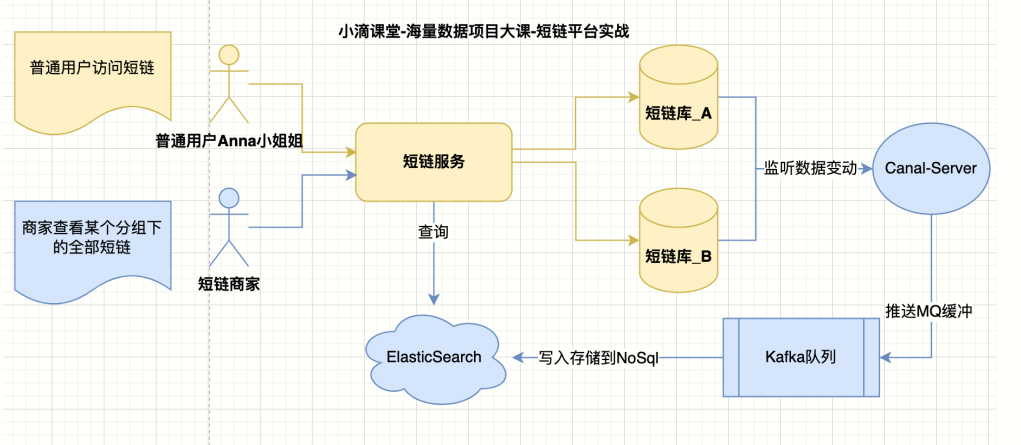 小滴课堂-海量数据项目大课-短链平台实战
普通用户访问短链
普通用户Anna小姐姐
短链服务
短链库_A
监听数据变动
Canal-Server
商家查看某个分组下
的全部短链
短链商家
查询
短链库_B
推送MQ缓冲
ElasticSearch
写入存储到NoSql
Kafka队列